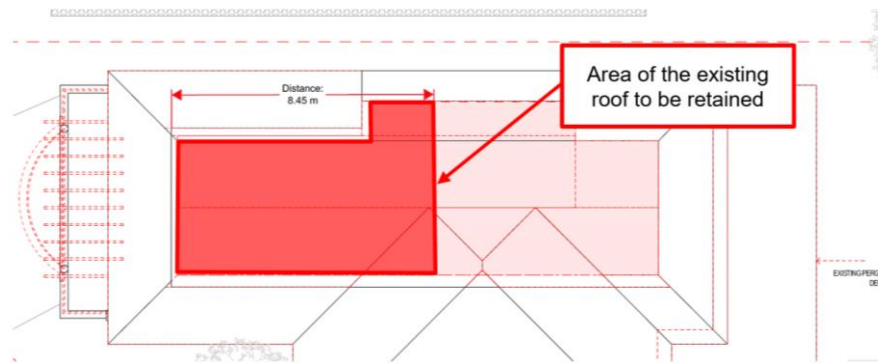 Distance:
8.45 m
Area of the existing
roof to be retained